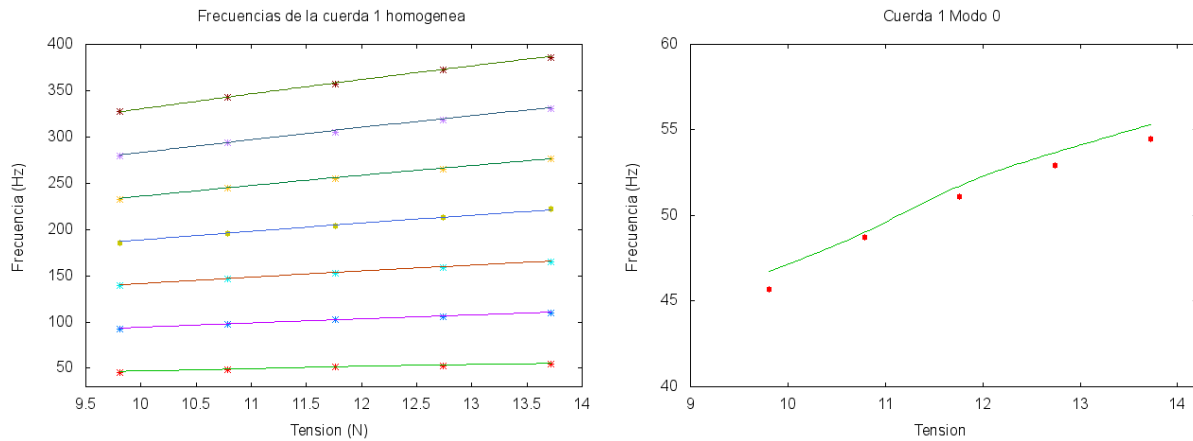 Frecuencias de la cuerda 1 homogenea
400
350
300
250
200
150
100
50
9.5 10 10.5 11 11.5 12 12.5 13 13.5 14
Frecuencia (Hz)
Tension (N)
Cuerda 1 Modo 0
60
55
50
45
40
9 10 11 12 13 14
Frecuencia (Hz)
Tension